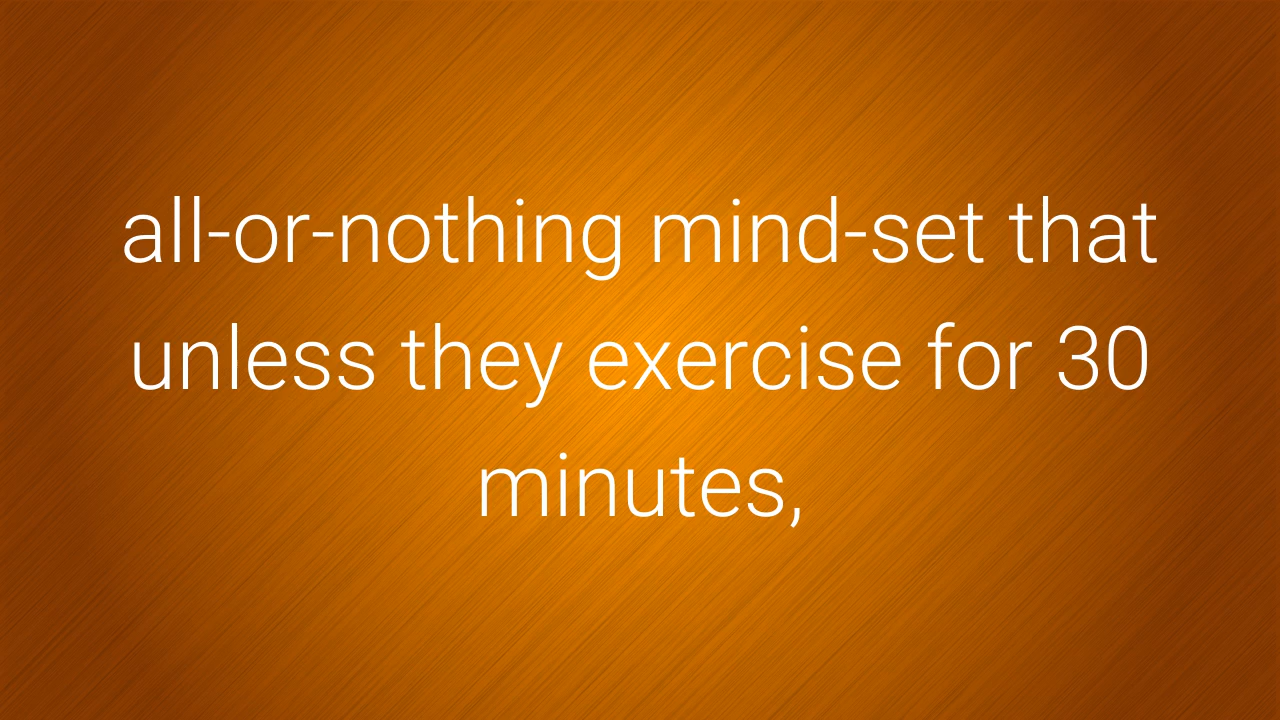 all-or-nothing mind-set that
unless they exercise for 30
minutes,